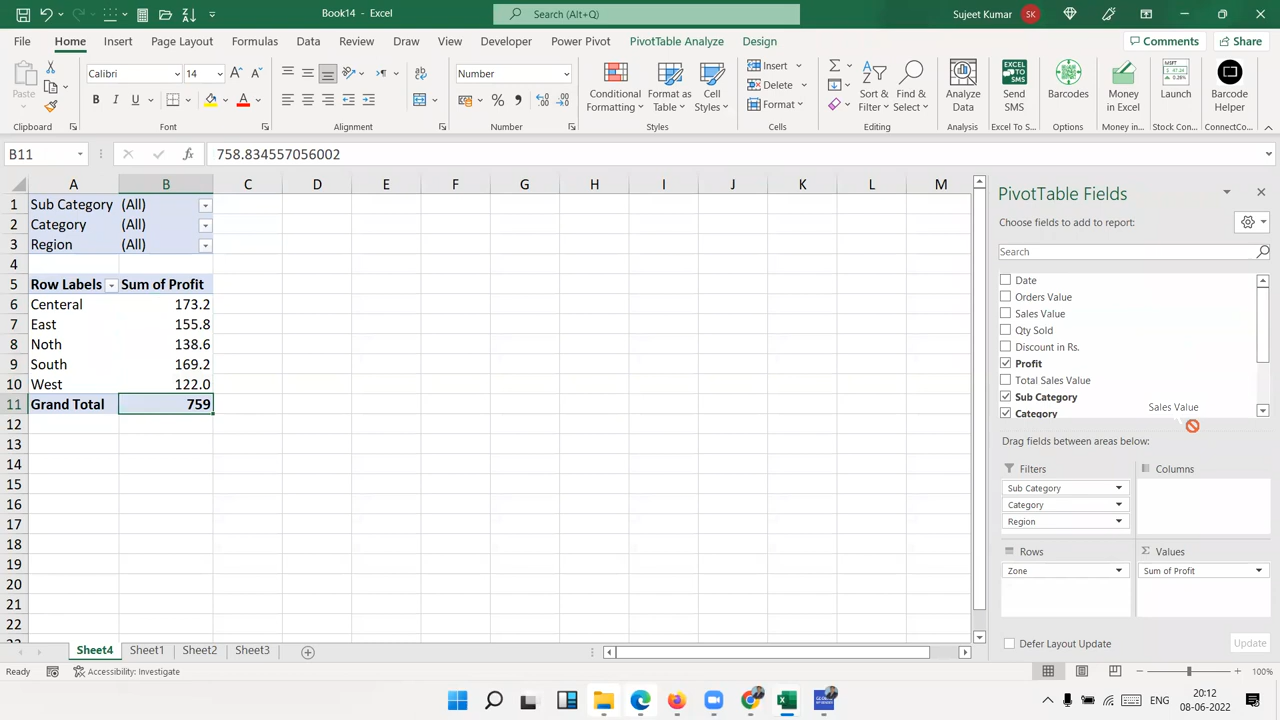 Book14 - Excel
Search (Alt+Q)
Sujeet Kumar
SK
File
Home
Insert
Page Layout
Formulas
Data
Review
Draw
View
Developer
Power Pivot
PivotTable Analyze
Design
Comments
Share
Paste
Clipboard
Calibri
14
B I U
Font
Alignment
Number
Number
Conditional Formatting
Format as Table
Cell Styles
Styles
Insert
Delete
Format
Cells
Sort & Filter
Find & Select
Editing
Analyze Data
Analysis
Send SMS
Excel To S...
Barcodes
Options
Money in Excel
Money in...
Launch
Stock Con...
Barcode Helper
ConnectCo...
B11
fx
758.834557056002
A B C D E F G H I J K L M
1 Sub Category (All)
2 Category (All)
3 Region (All)
4
5 Row Labels Sum of Profit
6 Centeral 173.2
7 East 155.8
8 Noth 138.6
9 South 169.2
10 West 122.0
11 Grand Total 759
12
13
14
15
16
17
18
19
20
21
22
PivotTable Fields
Choose fields to add to report:
Search
Date
Orders Value
Sales Value
Qty Sold
Discount in Rs.
Profit
Total Sales Value
Sub Category
Category
Sales Value
Drag fields between areas below:
Filters
Sub Category
Category
Region
Columns
Rows
Zone
Values
Sum of Profit
Defer Layout Update
Update
Sheet4
Sheet1
Sheet2
Sheet3
Ready
Accessibility: Investigate
100%
ENG
20:12
08-06-2022